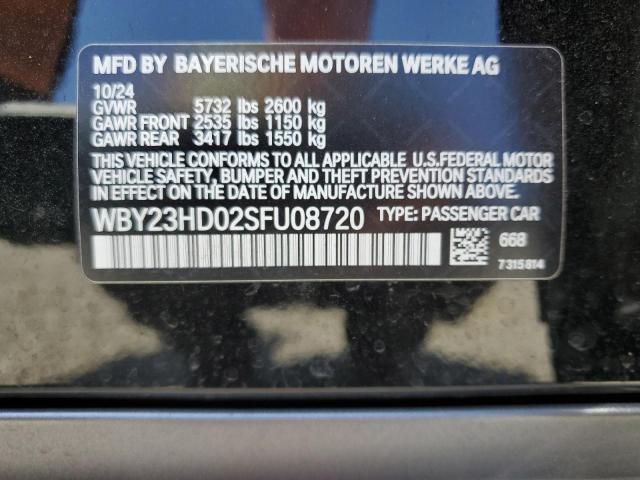 MFD BY BAYERISCHE MOTOREN WERKE AG
10/24
GVWR 5732 lbs 2600 kg
GAWR FRONT 2535 lbs 1150 kg
GAWR REAR 3417 lbs 1550 kg
THIS VEHICLE CONFORMS TO ALL APPLICABLE U.S.FEDERAL MOTOR
VEHICLE SAFETY, BUMPER AND THEFT PREVENTION STANDARDS
IN EFFECT ON THE DATE OF MANUFACTURE SHOWN ABOVE.
WBY23HD02SFU08720 TYPE: PASSENGER CAR
668
7315814